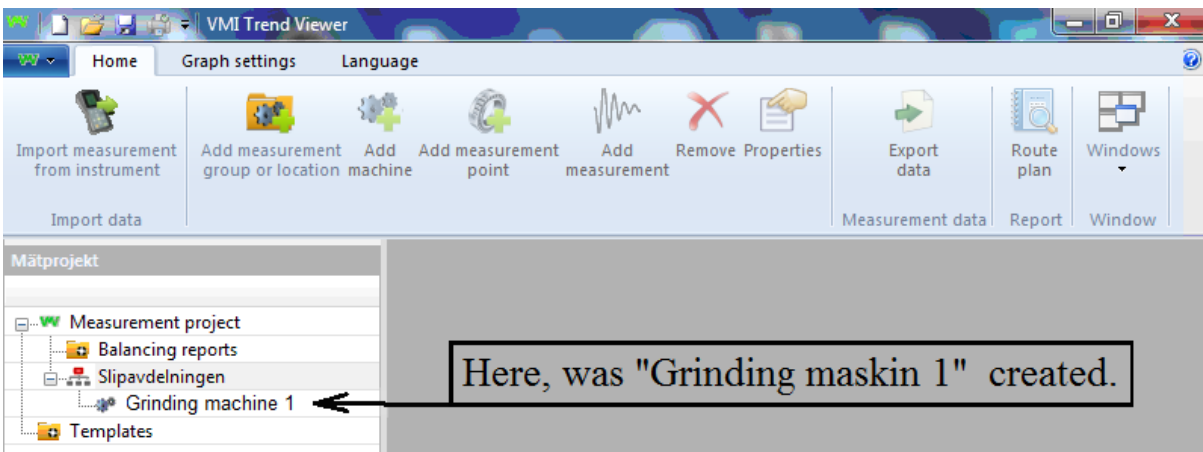 VMI Trend Viewer
Home Graph settings Language
Import measurement from instrument
Add measurement group or location
Add machine
Add measurement point
Add measurement
Remove
Properties
Export data
Route plan
Windows
Import data
Measurement data
Report
Window
Mätprojekt
Measurement project
Balancing reports
Slipavdelningen
Grinding machine 1
Templates
Here, was "Grinding maskin 1" created.